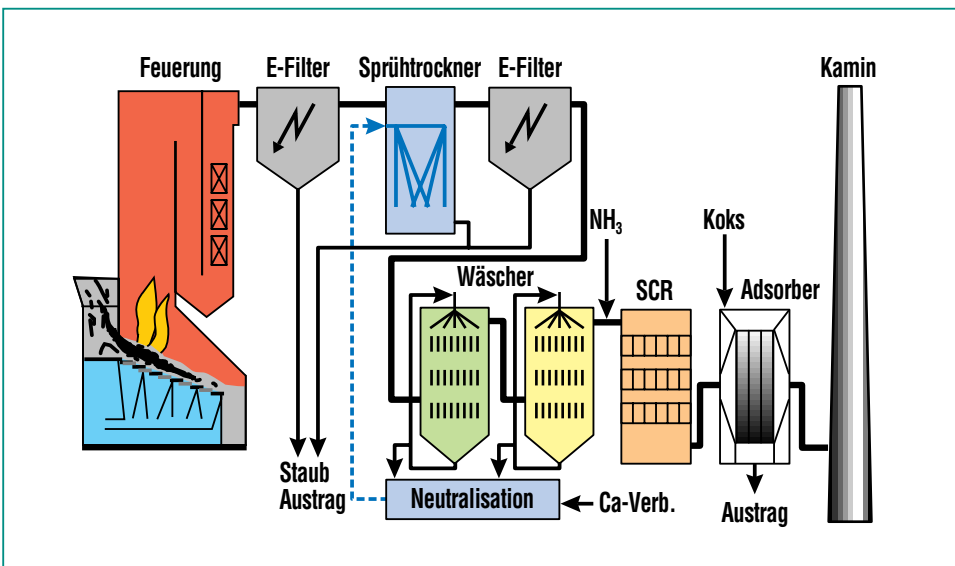 Feuerung
E-Filter
Sprühtrockner
E-Filter
Kamin
NH₃
Koks
Wäscher
SCR
Adsorber
Staub
Austrag
Neutralisation
Ca-Verb.
Austrag